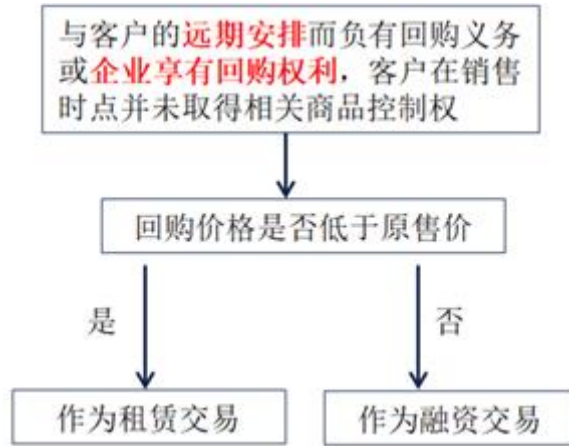 与客户的远期安排而负有回购义务
或企业享有回购权利，客户在销售
时点并未取得相关商品控制权
回购价格是否低于原售价
是
否
作为租赁交易
作为融资交易